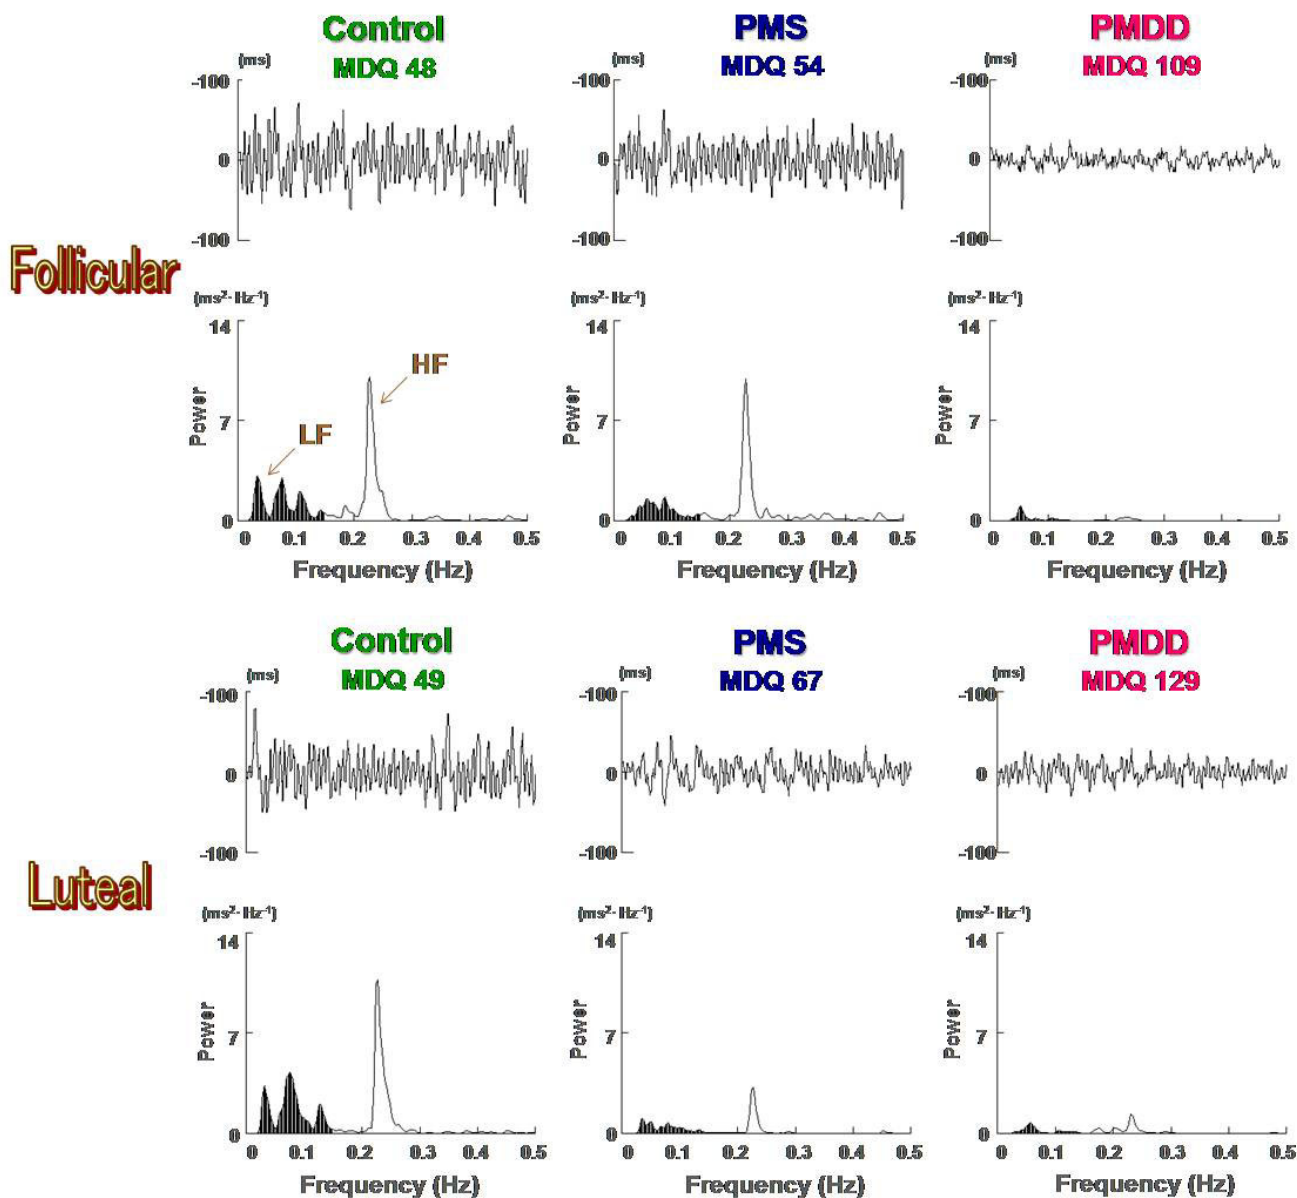 Control
MDQ 48
PMS
MDQ 54
PMDD
MDQ 109
(ms)
-100
0
-100
(ms)
-100
0
-100
(ms)
-100
0
-100
Follicular
(ms²· Hz⁻¹)
14
7
0
Power
HF
LF
0 0.1 0.2 0.3 0.4 0.5
Frequency (Hz)
(ms²· Hz⁻¹)
14
7
0
Power
0 0.1 0.2 0.3 0.4 0.5
Frequency (Hz)
(ms²· Hz⁻¹)
14
7
0
Power
0 0.1 0.2 0.3 0.4 0.5
Frequency (Hz)
Control
MDQ 49
PMS
MDQ 67
PMDD
MDQ 129
(ms)
-100
0
-100
(ms)
-100
0
-100
(ms)
-100
0
-100
Luteal
(ms²· Hz⁻¹)
14
7
0
Power
0 0.1 0.2 0.3 0.4 0.5
Frequency (Hz)
(ms²· Hz⁻¹)
14
7
0
Power
0 0.1 0.2 0.3 0.4 0.5
Frequency (Hz)
(ms²· Hz⁻¹)
14
7
0
Power
0 0.1 0.2 0.3 0.4 0.5
Frequency (Hz)